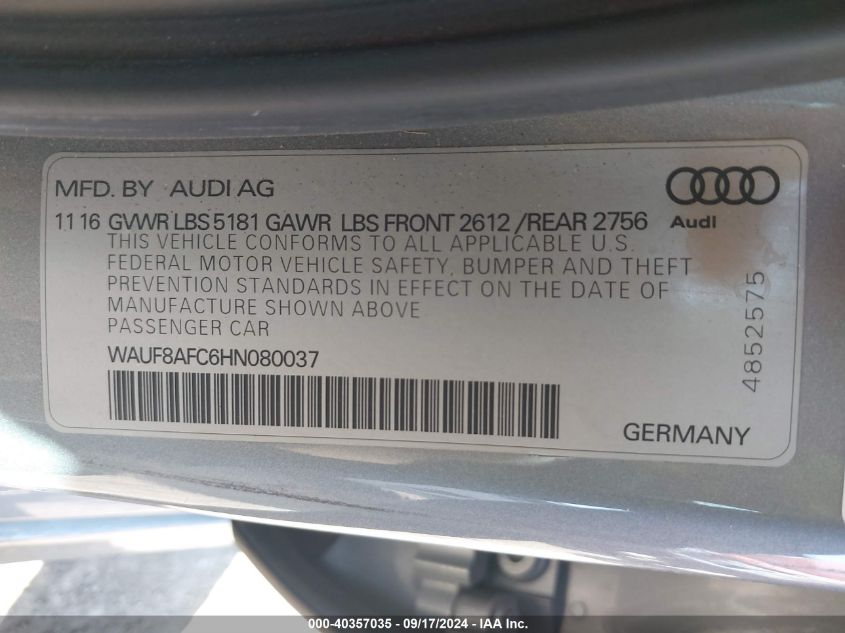 MFD. BY AUDI AG
Audi
11 16 GVWR LBS 5181 GAWR LBS FRONT 2612 /REAR 2756
THIS VEHICLE CONFORMS TO ALL APPLICABLE U.S.
FEDERAL MOTOR VEHICLE SAFETY, BUMPER AND THEFT
PREVENTION STANDARDS IN EFFECT ON THE DATE OF
MANUFACTURE SHOWN ABOVE
PASSENGER CAR
WAUF8AFC6HN080037
4852575
GERMANY
000-40357035 - 09/17/2024 - IAA Inc.